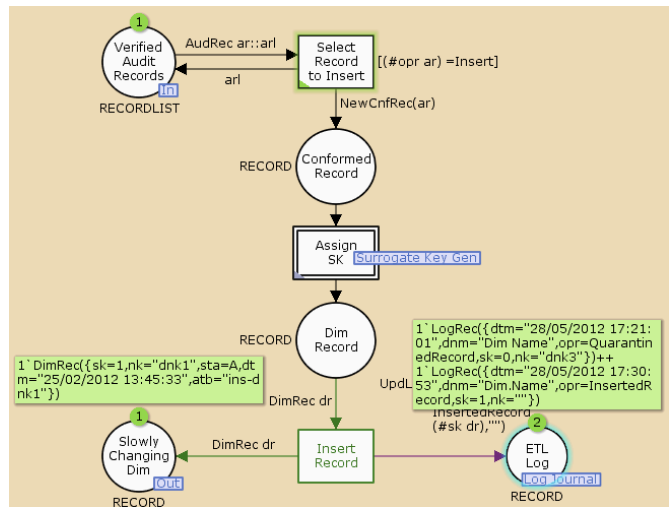 1
Verified
Audit
Records
In
RECORDLIST
AudRec ar::arl
arl
Select
Record
to Insert
[(#opr ar) =Insert]
NewCnfRec(ar)
RECORD
Conformed
Record
Assign
SK
Surrogate Key Gen
RECORD
Dim
Record
1`DimRec({sk=1,nk="dnk1",sta=A,dt
m="25/02/2012 13:45:33",atb="ins-d
nk1"})
1`LogRec({dtm="28/05/2012 17:21:
01",dnm="Dim Name",opr=Quaranti
nedRecord,sk=0,nk="dnk3"})++
1`LogRec({dtm="28/05/2012 17:30:
53",dnm="Dim.Name",opr=InsertedR
ecord,sk=1,nk=""})
DimRec dr
UpdL
InsertedRecord
(#sk dr),"")
1
Slowly
Changing
Dim
Out
RECORD
DimRec dr
Insert
Record
2
ETL
Log
Log Journal
RECORD